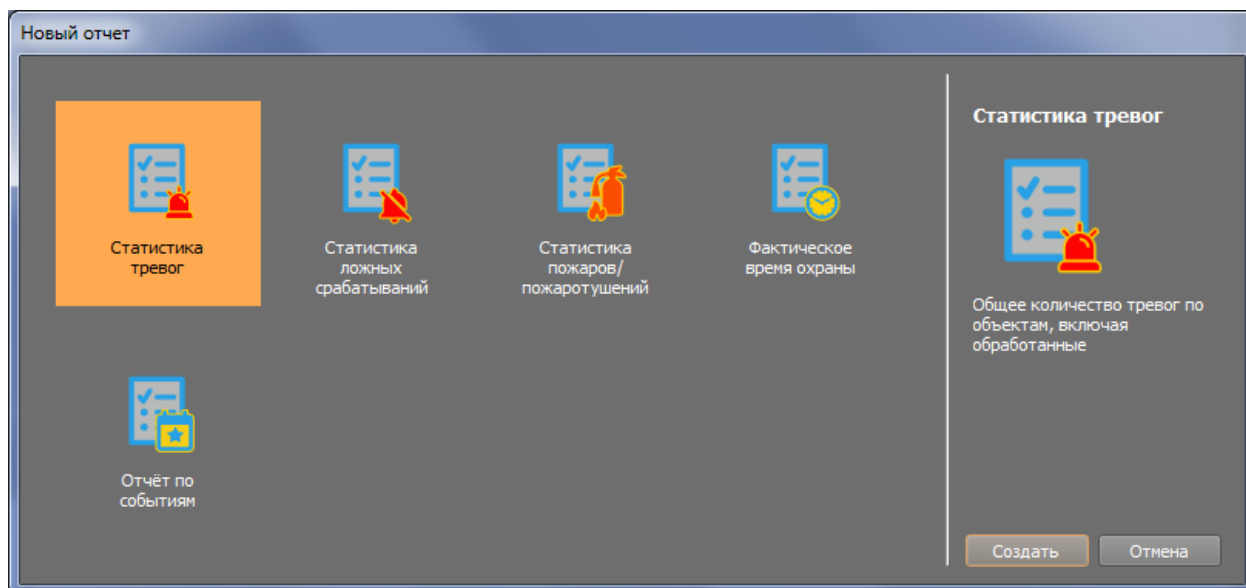 Новый отчет
Статистика
тревог
Статистика
ложных
срабатываний
Статистика
пожаров/
пожаротушений
Фактическое
время охраны
Отчёт по
событиям
Статистика тревог
Общее количество тревог по
объектам, включая
обработанные
Создать
Отмена